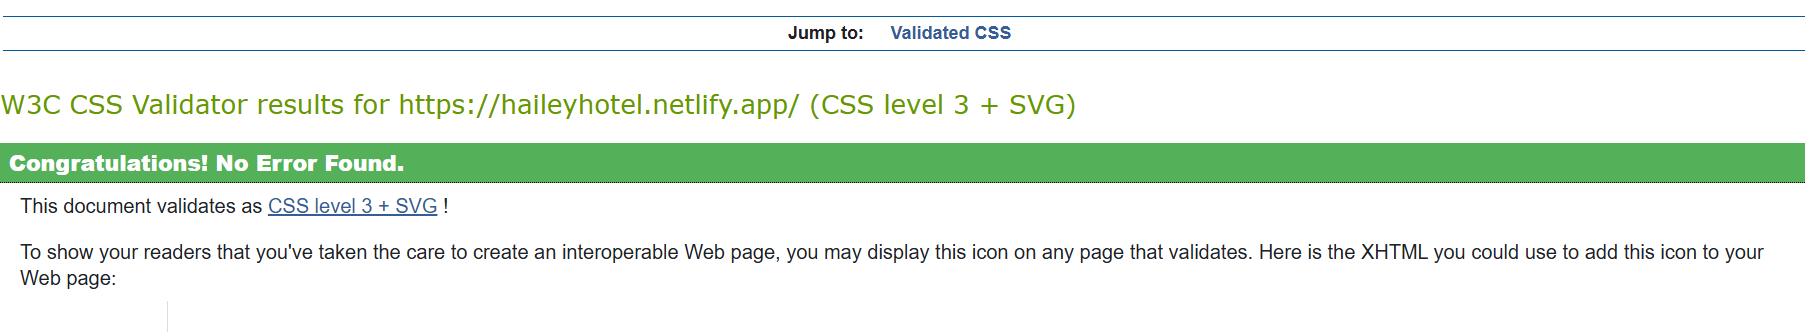 Jump to: Validated CSS
W3C CSS Validator results for https://haileyhotel.netlify.app/ (CSS level 3 + SVG)
Congratulations! No Error Found.
This document validates as CSS level 3 + SVG !
To show your readers that you've taken the care to create an interoperable Web page, you may display this icon on any page that validates. Here is the XHTML you could use to add this icon to your
Web page: